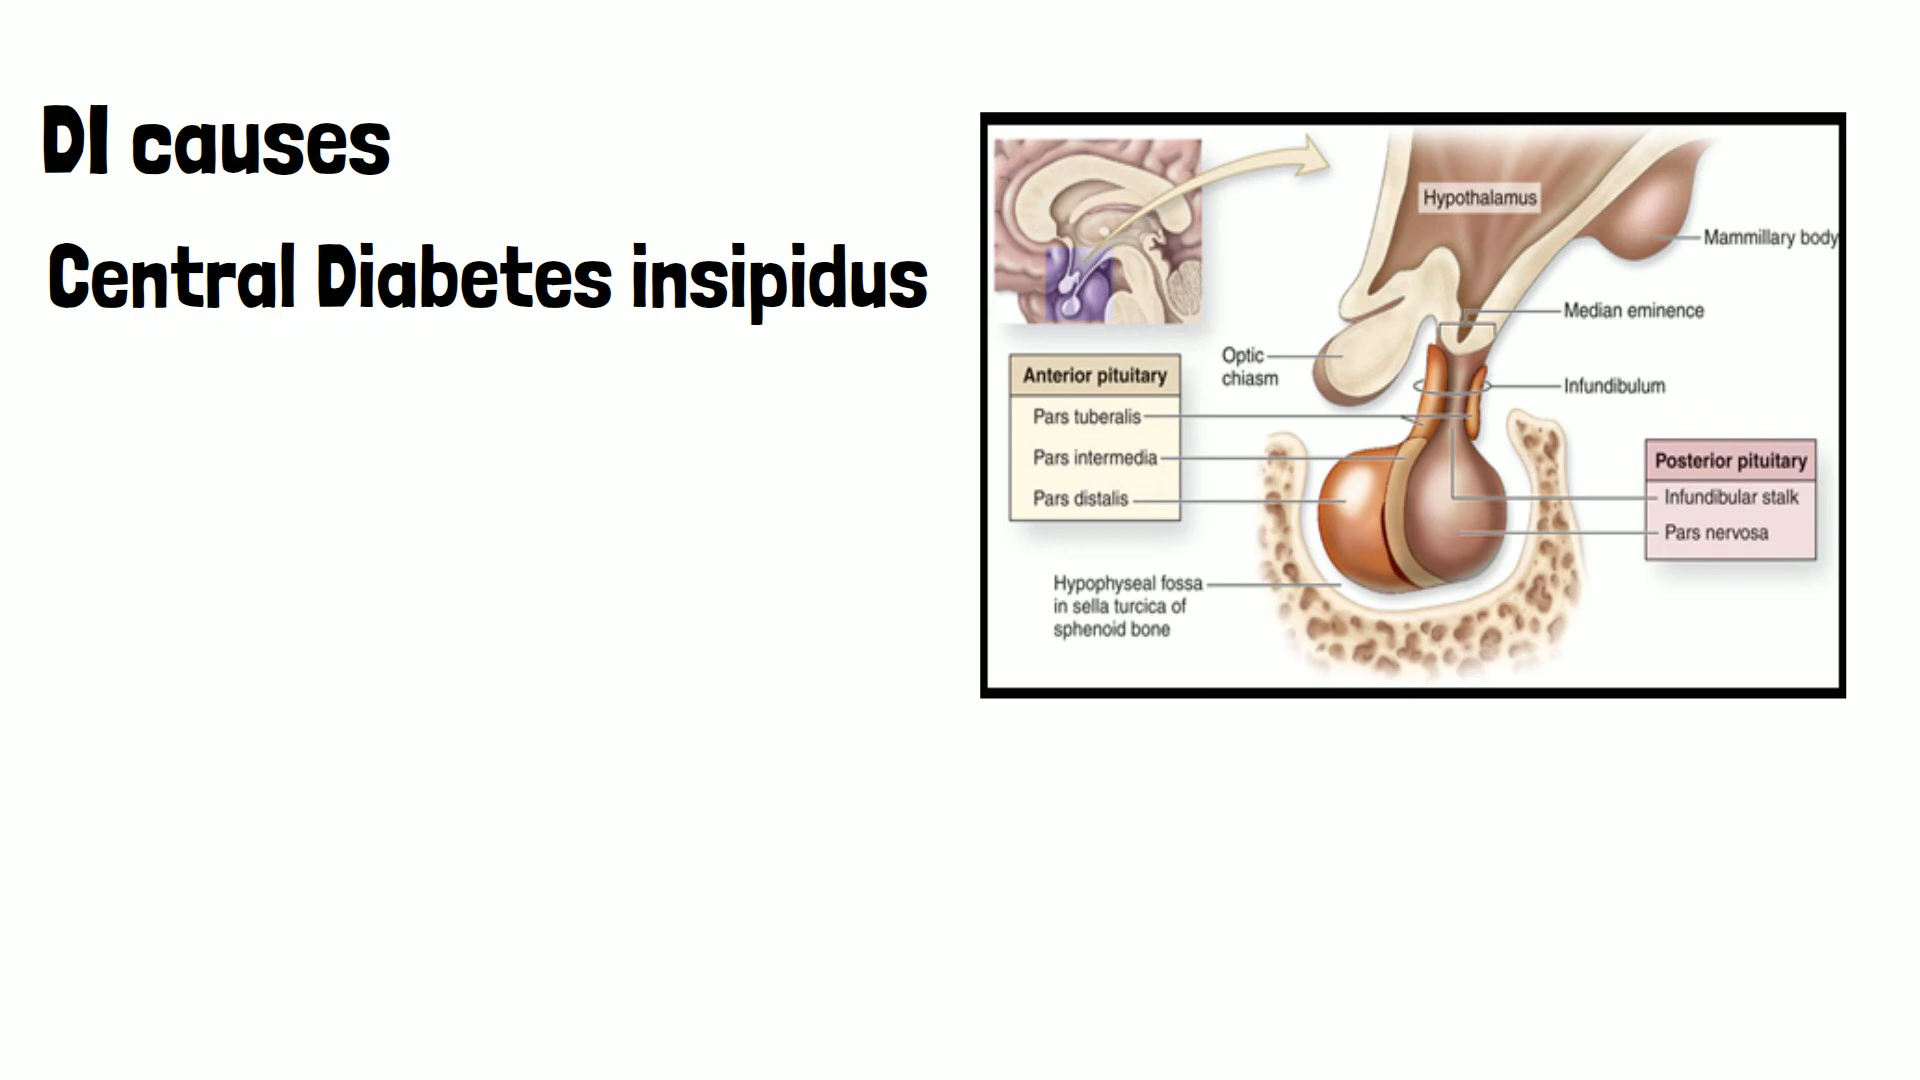 DI causes
Central Diabetes insipidus
Hypothalamus
Mammillary body
Median eminence
Optic
chiasm
Infundibulum
Anterior pituitary
Pars tuberalis
Pars intermedia
Pars distalis
Posterior pituitary
Infundibular stalk
Pars nervosa
Hypophyseal fossa
in sella turcica of
sphenoid bone